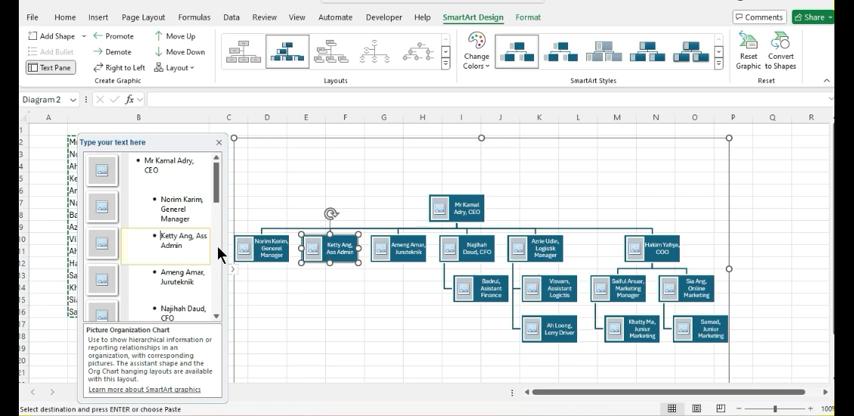 File Home Insert Page Layout Formulas Data Review View Automate Developer Help SmartArt Design Format Comments Share
Add Shape Promote Move Up
Add Bullet Demote Move Down
Text Pane Right to Left Layout
Create Graphic
Layouts
Change Colors
SmartArt Styles
Reset Graphic
Convert to Shapes
Reset
Diagram 2 fx
A B C D E F G H I J K L M N O P Q R
Type your text here
Mr Kamal Adry,
CEO
Norim Karim,
Generel
Manager
Ketty Ang, Ass
Admin
Ameng Amar,
Juruteknik
Najihah Daud,
CFO
Picture Organization Chart
Use to show hierarchical information or
reporting relationships in an
organization, with corresponding
pictures. The assistant shape and the
Org Chart hanging layouts are available
with this layout.
Learn more about SmartArt graphics
Mr Kamal
Adry, CEO
Norim Karim,
Generel
Manager
Ketty Ang,
Ass Admin
Ameng Amar,
Juruteknik
Najihah
Daud, CFO
Azrie Udin,
Logistik
Manager
Hakim Yahya,
COO
Badrul,
Asistant
Finance
Viswam,
Assistant
Logictis
Saiful Anuar,
Marketing
Manager
Sia Ang,
Online
Marketing
Ah Loong,
Lorry Driver
Khatty Ma,
Juniur
Marketing
Samad,
Juniur
Marketing
Select destination and press ENTER or choose Paste
100%